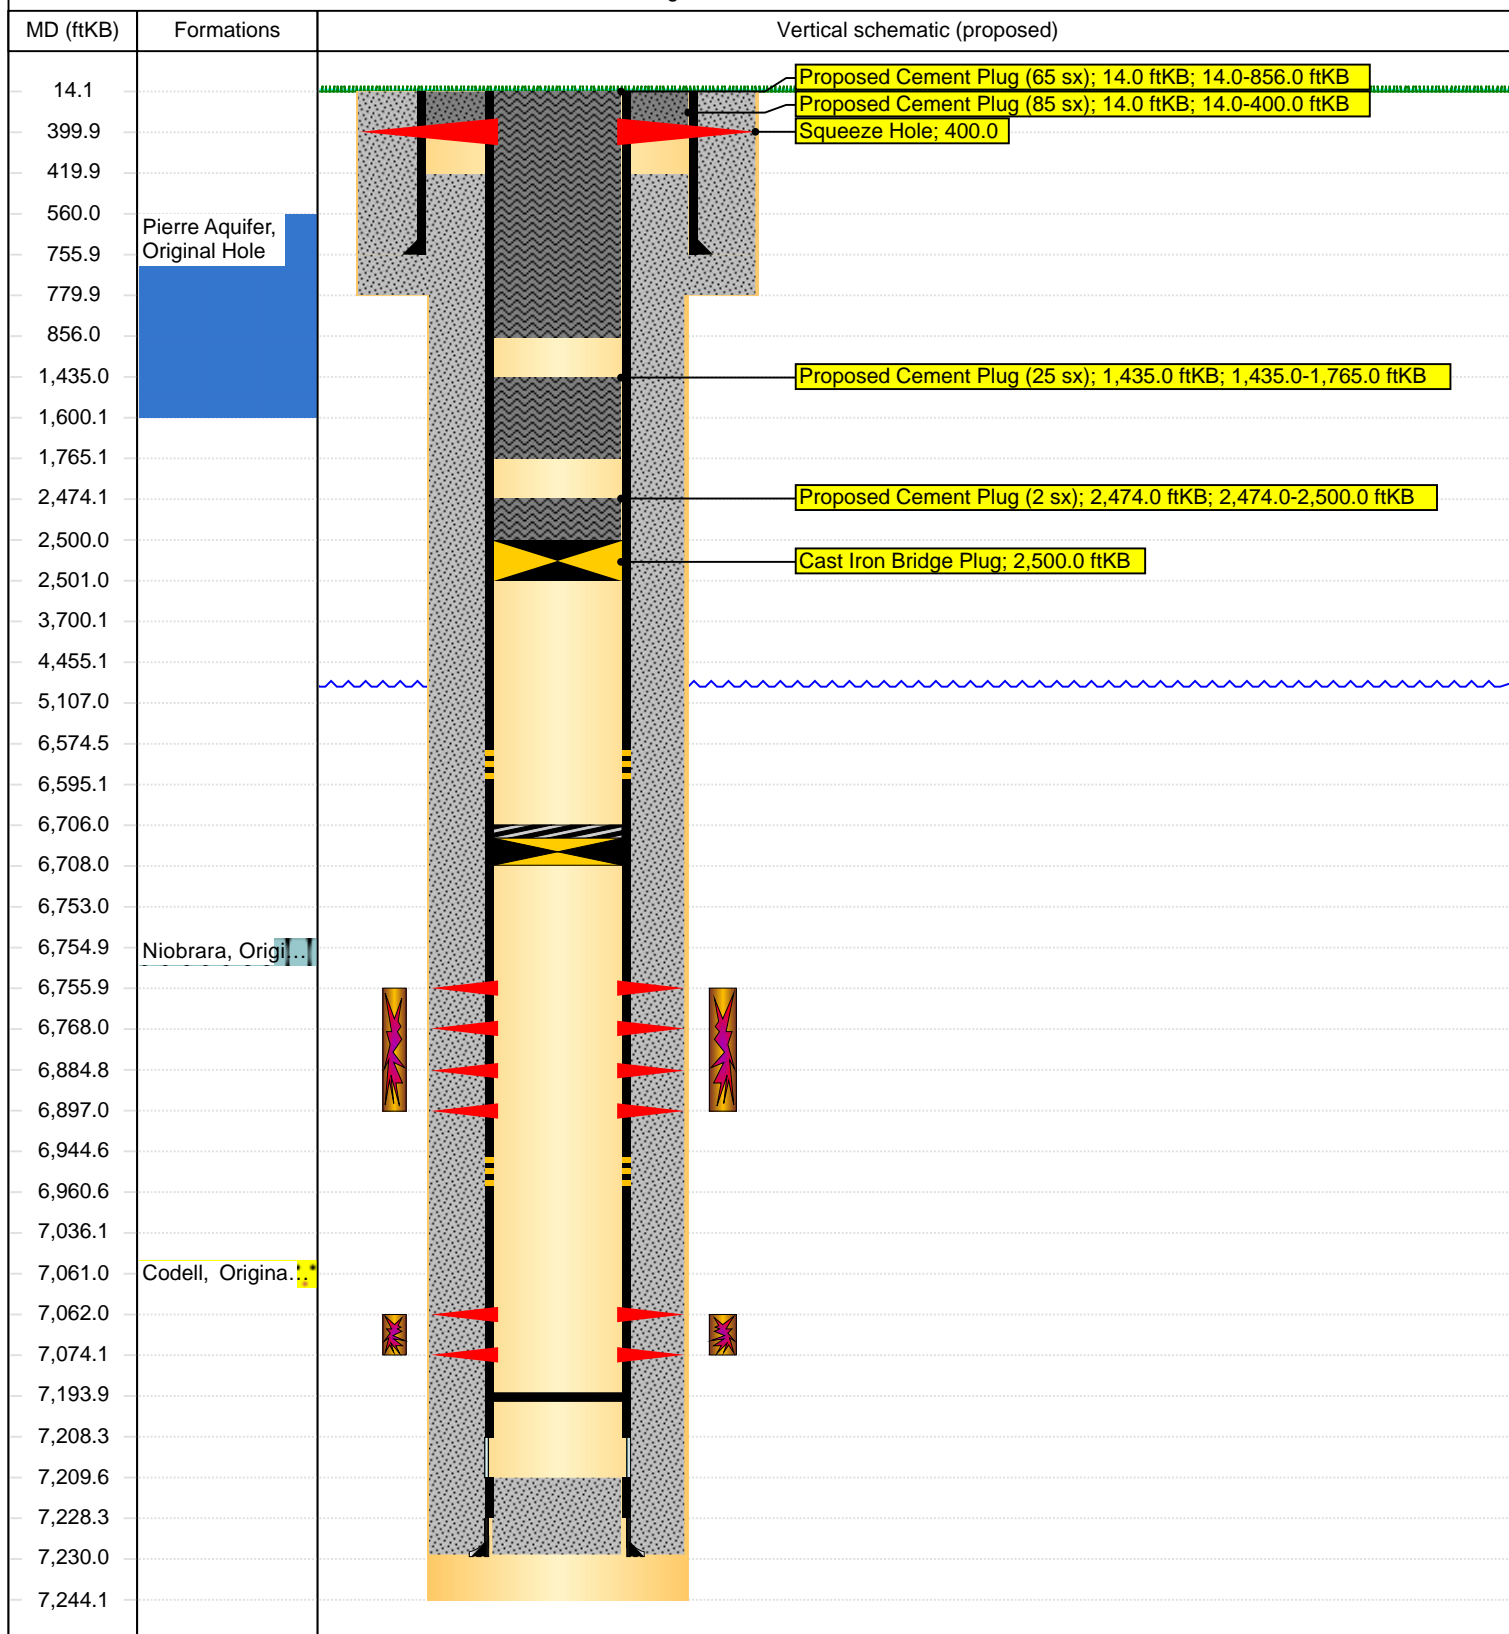 MD (ftKB)
Formations
Vertical schematic (proposed)
14.1
Proposed Cement Plug (65 sx); 14.0 ftKB; 14.0-856.0 ftKB
Proposed Cement Plug (85 sx); 14.0 ftKB; 14.0-400.0 ftKB
399.9
Squeeze Hole; 400.0
419.9
560.0
Pierre Aquifer,
Original Hole
755.9
779.9
856.0
1,435.0
Proposed Cement Plug (25 sx); 1,435.0 ftKB; 1,435.0-1,765.0 ftKB
1,600.1
1,765.1
2,474.1
Proposed Cement Plug (2 sx); 2,474.0 ftKB; 2,474.0-2,500.0 ftKB
2,500.0
Cast Iron Bridge Plug; 2,500.0 ftKB
2,501.0
3,700.1
4,455.1
5,107.0
6,574.5
6,595.1
6,706.0
6,708.0
6,753.0
6,754.9
Niobrara, Origi...
6,755.9
6,768.0
6,884.8
6,897.0
6,944.6
6,960.6
7,036.1
7,061.0
Codell, Origina...
7,062.0
7,074.1
7,193.9
7,208.3
7,209.6
7,228.3
7,230.0
7,244.1